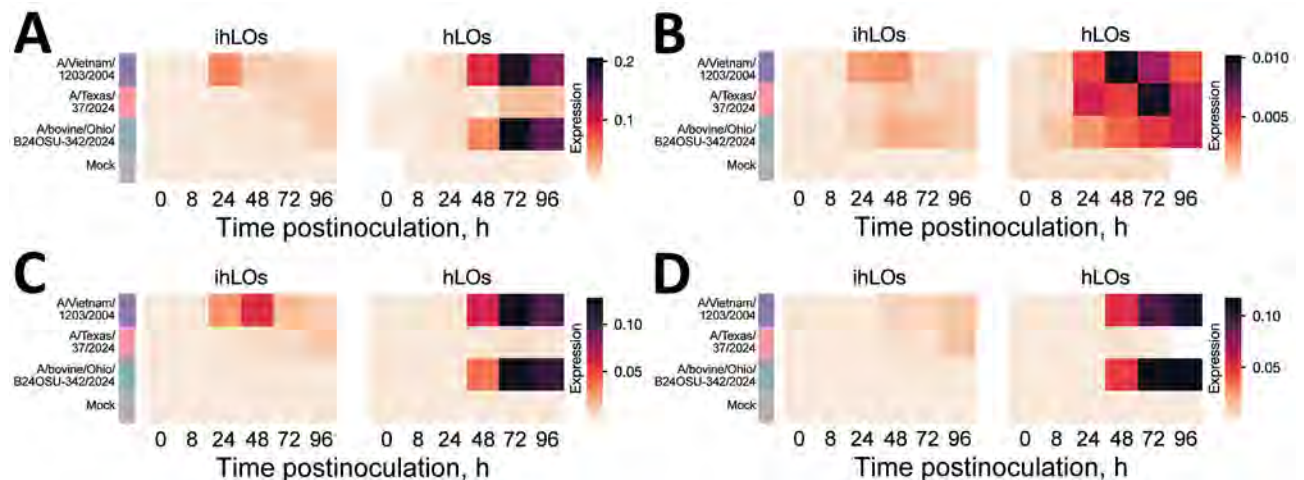 A
ihLOs hLOs
A/Vietnam/
1203/2004
A/Texas/
37/2024
A/bovine/Ohio/
B24OSU-342/2024
Mock
0.2
0.1
Expression
0 8 24 48 72 96 0 8 24 48 72 96
Time postinoculation, h
B
ihLOs hLOs
A/Vietnam/
1203/2004
A/Texas/
37/2024
A/bovine/Ohio/
B24OSU-342/2024
Mock
0.010
0.005
Expression
0 8 24 48 72 96 0 8 24 48 72 96
Time postinoculation, h
C
ihLOs hLOs
A/Vietnam/
1203/2004
A/Texas/
37/2024
A/bovine/Ohio/
B24OSU-342/2024
Mock
0.10
0.05
Expression
0 8 24 48 72 96 0 8 24 48 72 96
Time postinoculation, h
D
ihLOs hLOs
A/Vietnam/
1203/2004
A/Texas/
37/2024
A/bovine/Ohio/
B24OSU-342/2024
Mock
0.10
0.05
Expression
0 8 24 48 72 96 0 8 24 48 72 96
Time postinoculation, h